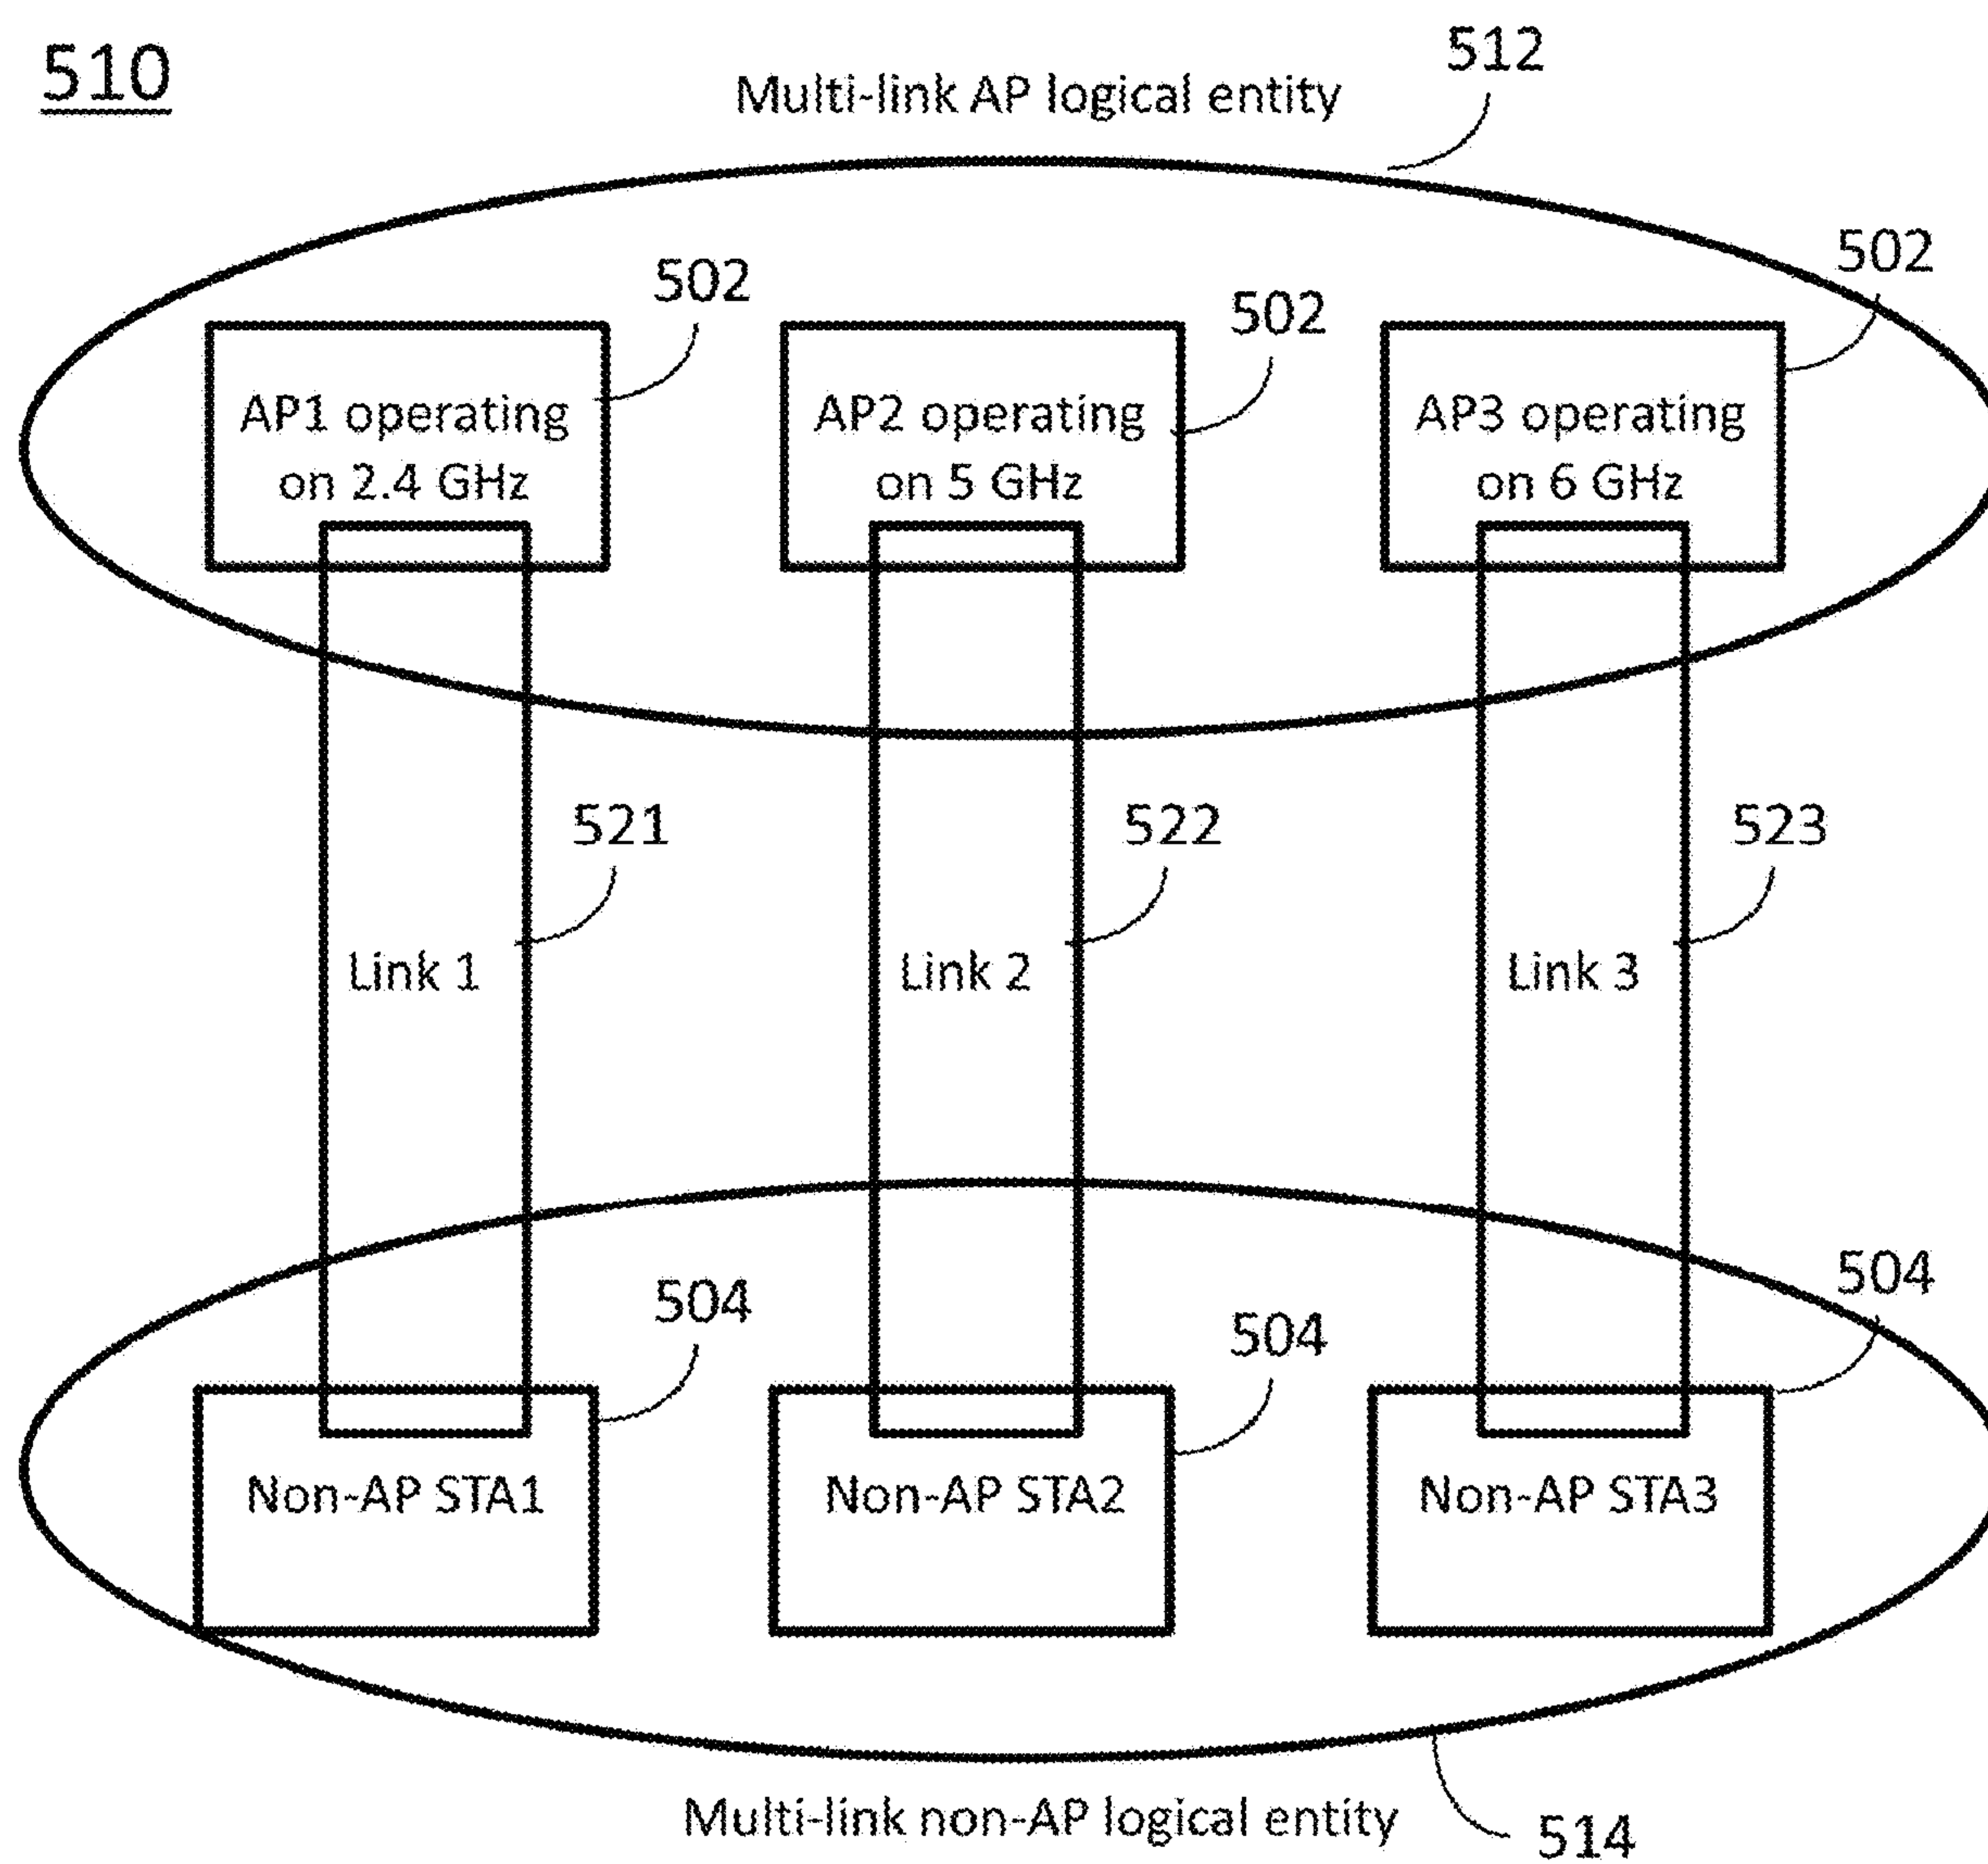 510
512
Multi-link AP logical entity
502
502
502
AP1 operating
on 2.4 GHz
AP2 operating
on 5 GHz
AP3 operating
on 6 GHz
521
522
523
Link 1
Link 2
Link 3
504
504
504
Non-AP STA1
Non-AP STA2
Non-AP STA3
Multi-link non-AP logical entity
514